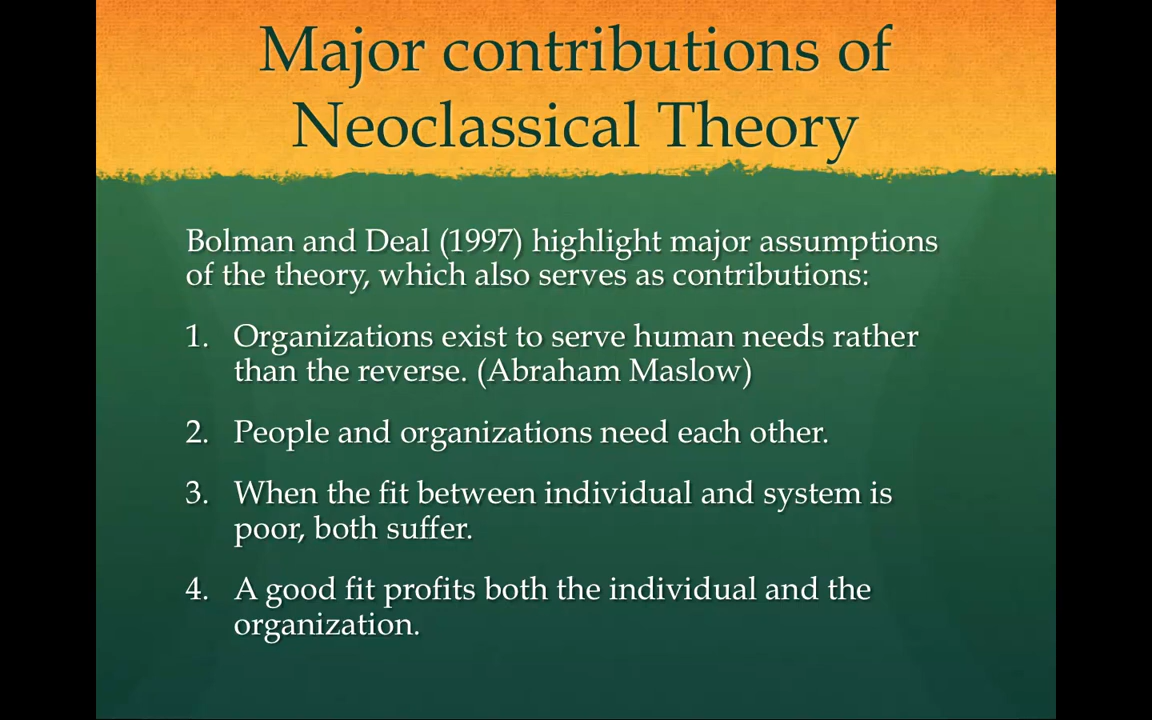 Major contributions of
Neoclassical Theory
Bolman and Deal (1997) highlight major assumptions
of the theory, which also serves as contributions:
1. Organizations exist to serve human needs rather
than the reverse. (Abraham Maslow)
2. People and organizations need each other.
3. When the fit between individual and system is
poor, both suffer.
4. A good fit profits both the individual and the
organization.